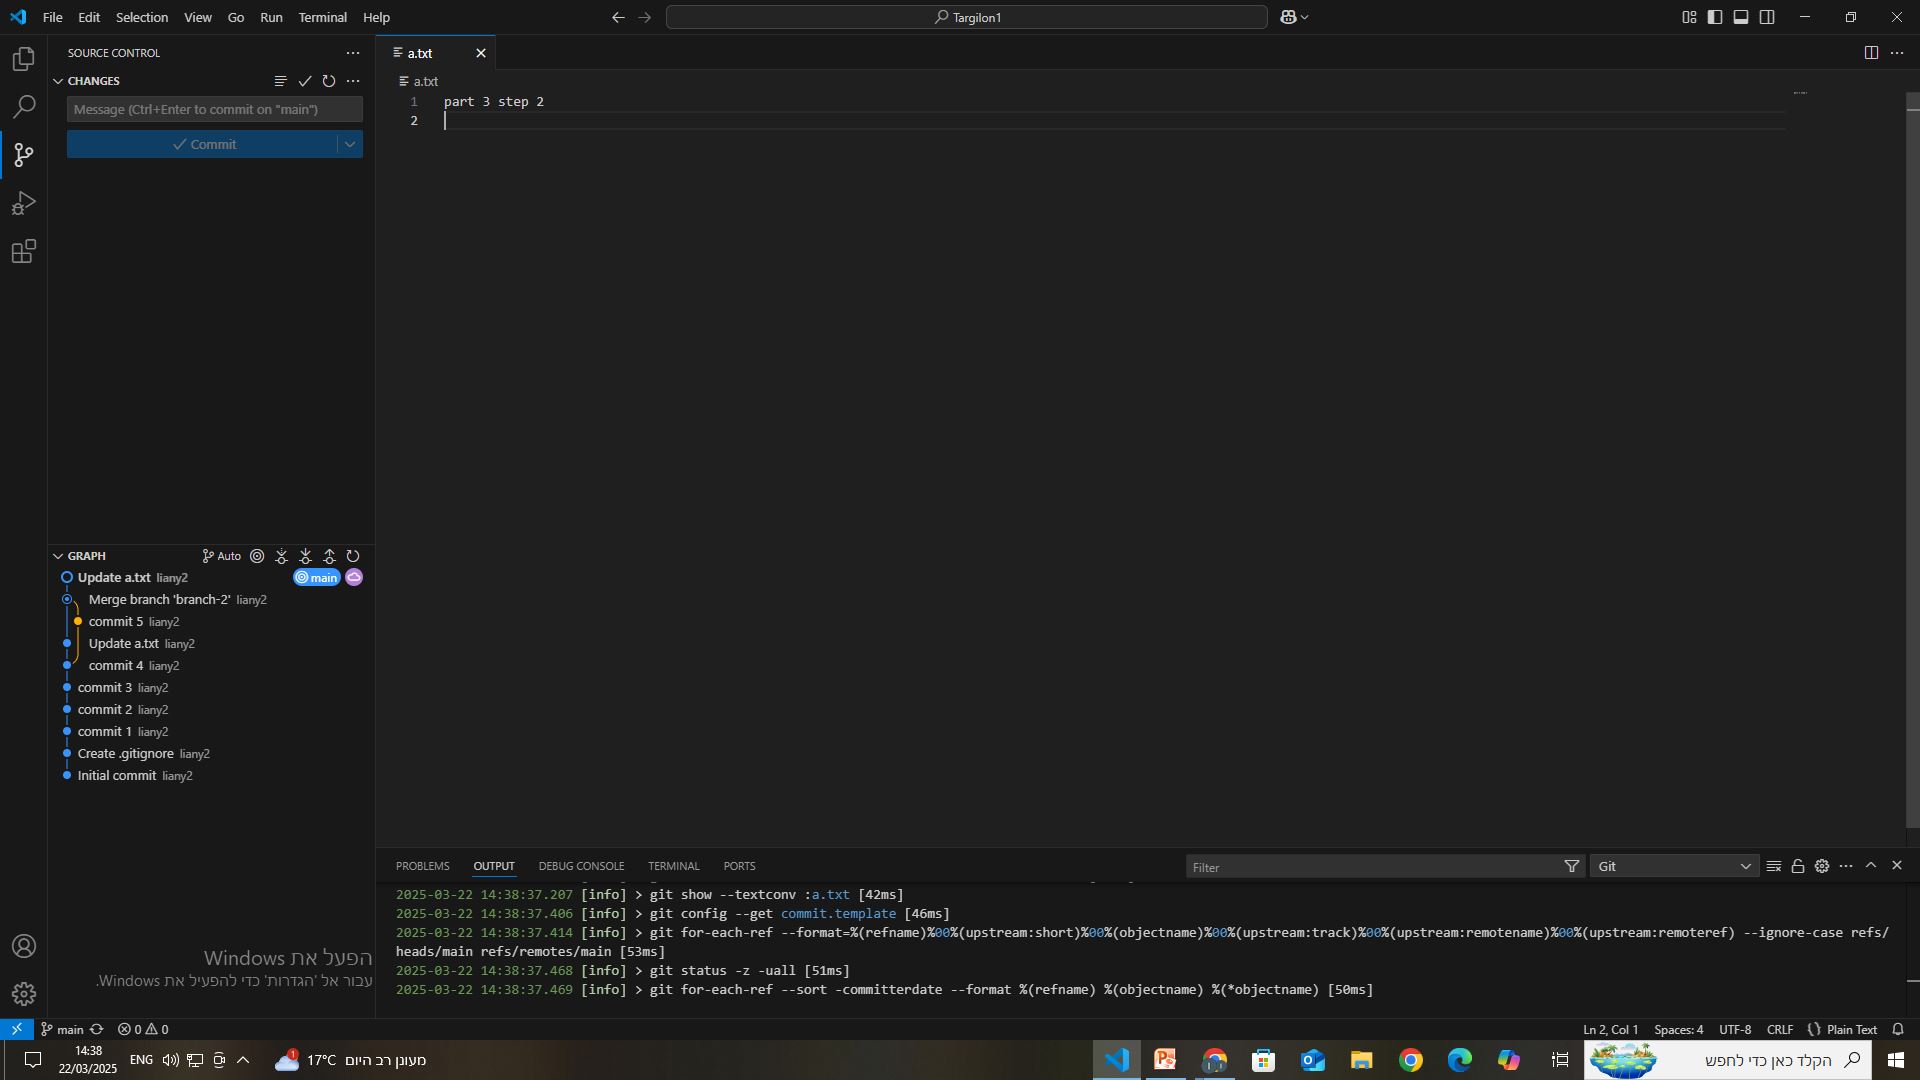 File Edit Selection View Go Run Terminal Help
Targilon1
SOURCE CONTROL
CHANGES
Message (Ctrl+Enter to commit on "main")
Commit
a.txt
a.txt
1 part 3 step 2
2
GRAPH Auto
Update a.txt liany2 main
Merge branch 'branch-2' liany2
commit 5 liany2
Update a.txt liany2
commit 4 liany2
commit 3 liany2
commit 2 liany2
commit 1 liany2
Create .gitignore liany2
Initial commit liany2
PROBLEMS OUTPUT DEBUG CONSOLE TERMINAL PORTS
Filter
Git
2025-03-22 14:38:37.207 [info] > git show --textconv :a.txt [42ms]
2025-03-22 14:38:37.406 [info] > git config --get commit.template [46ms]
2025-03-22 14:38:37.414 [info] > git for-each-ref --format=%(refname)%00%(upstream:short)%00%(objectname)%00%(upstream:track)%00%(upstream:remotename)%00%(upstream:remoteref) --ignore-case refs/
heads/main refs/remotes/main [53ms]
2025-03-22 14:38:37.468 [info] > git status -z -uall [51ms]
2025-03-22 14:38:37.469 [info] > git for-each-ref --sort -committerdate --format %(refname) %(objectname) %(*objectname) [50ms]
הפעל את Windows
עבור אל 'הגדרות' כדי להפעיל את Windows.
main 0 0
Ln 2, Col 1 Spaces: 4 UTF-8 CRLF Plain Text
14:38
22/03/2025
ENG
1
17°C מעונן רב היום
הקלד כאן כדי לחפש